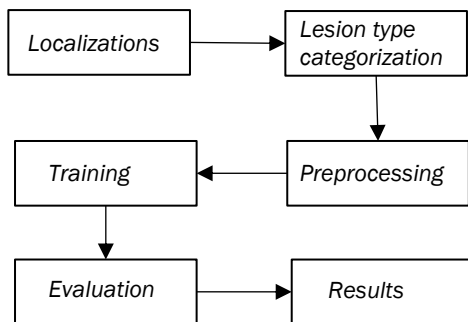 Localizations
Lesion type
categorization
Training
Preprocessing
Evaluation
Results